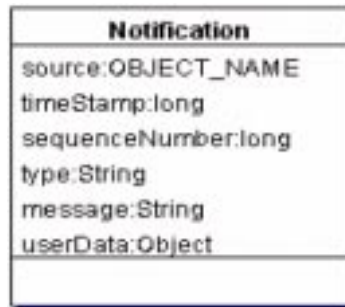 Notification
source:OBJECT_NAME
timeStamp:long
sequenceNumber:long
type:String
message:String
userData:Object